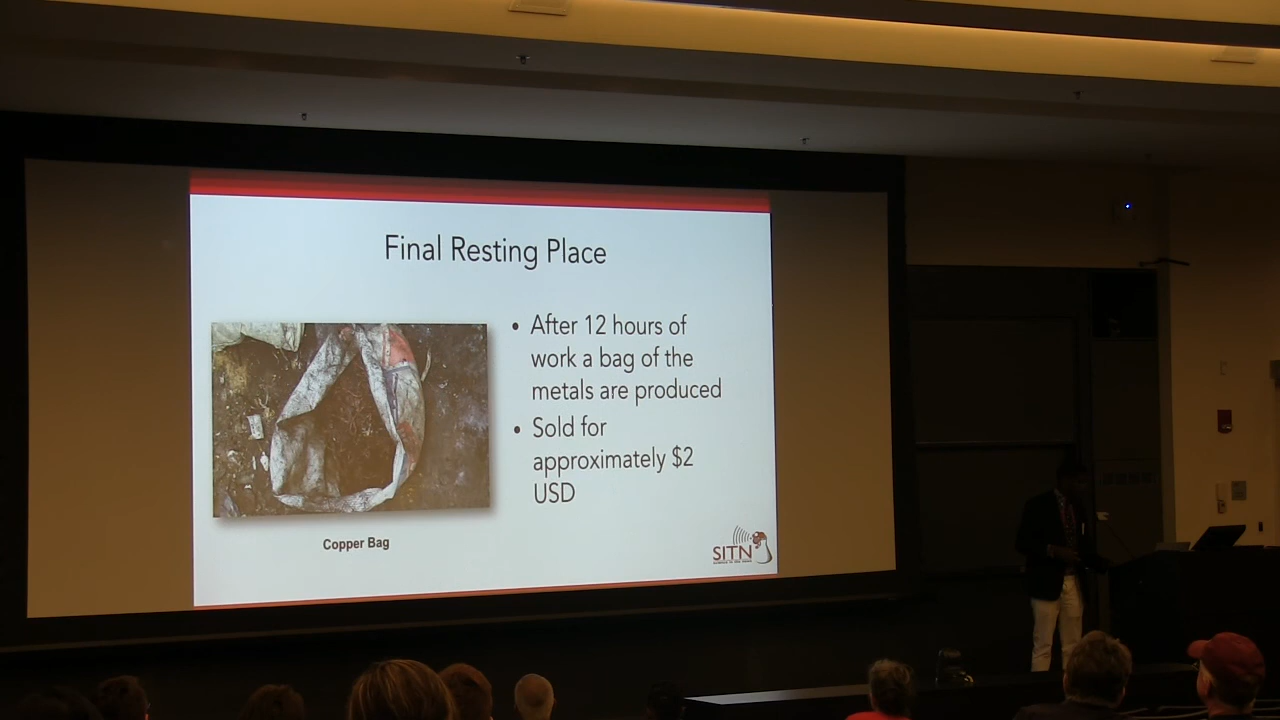 Final Resting Place
• After 12 hours of
work a bag of the
metals are produced
• Sold for
approximately $2
USD
Copper Bag
SITN